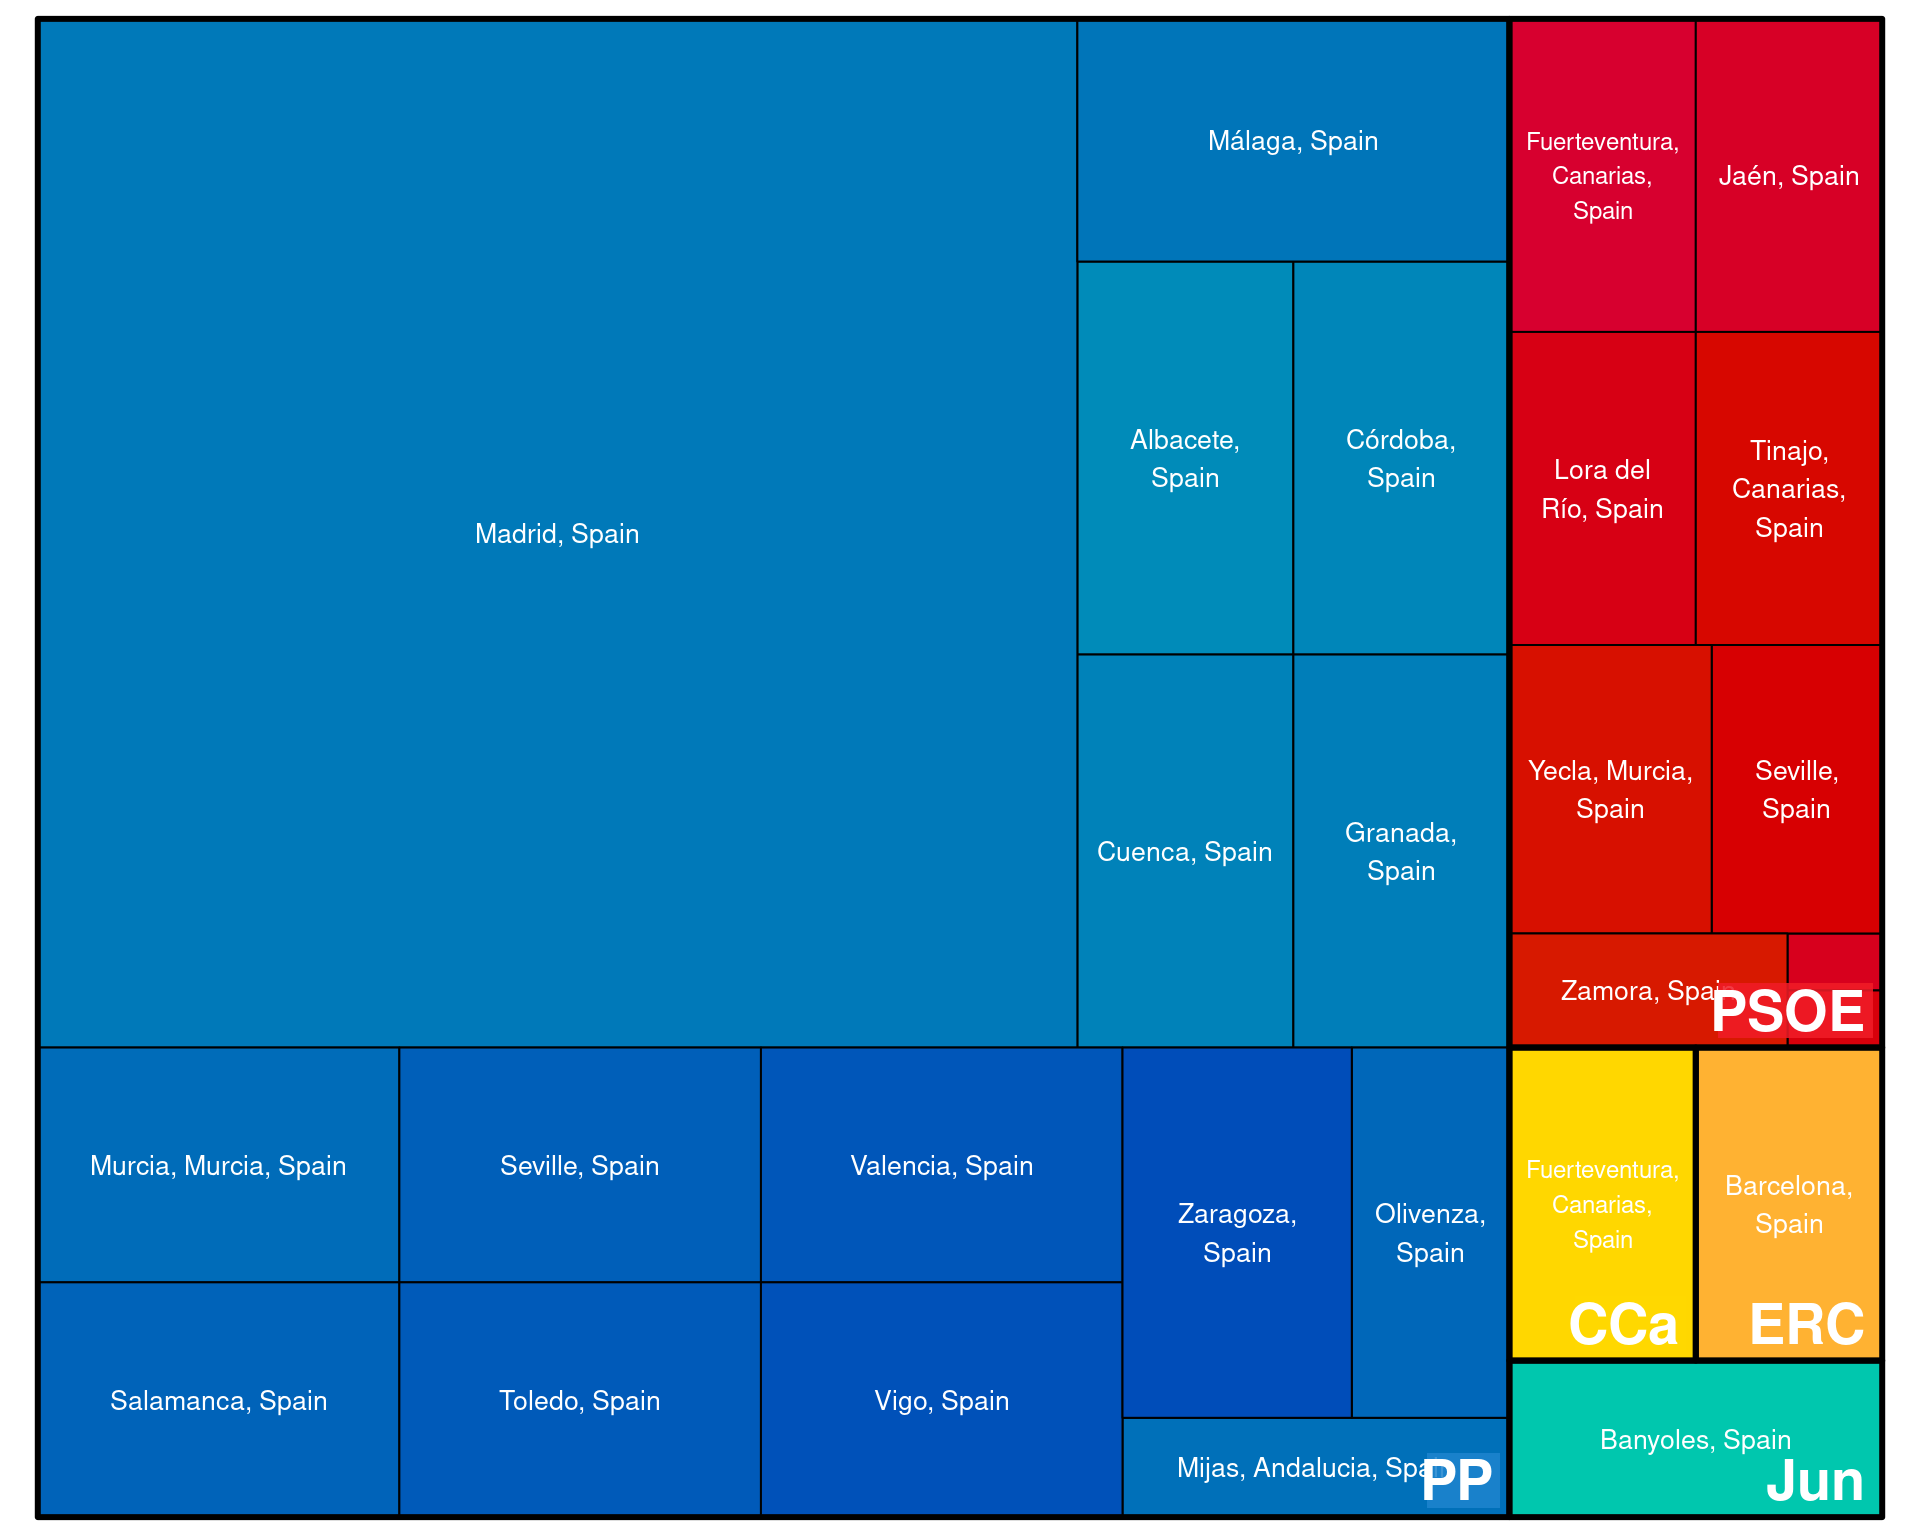 Madrid, Spain
Málaga, Spain
Albacete,
Spain
Córdoba,
Spain
Cuenca, Spain
Granada,
Spain
Murcia, Murcia, Spain
Seville, Spain
Valencia, Spain
Salamanca, Spain
Toledo, Spain
Vigo, Spain
Zaragoza,
Spain
Olivenza,
Spain
Mijas, Andalucia, Spain
PP
Fuerteventura,
Canarias,
Spain
Jaén, Spain
Lora del
Río, Spain
Tinajo,
Canarias,
Spain
Yecla, Murcia,
Spain
Seville,
Spain
Zamora, Spain
PSOE
Fuerteventura,
Canarias,
Spain
CCa
Barcelona,
Spain
ERC
Banyoles, Spain
Jun